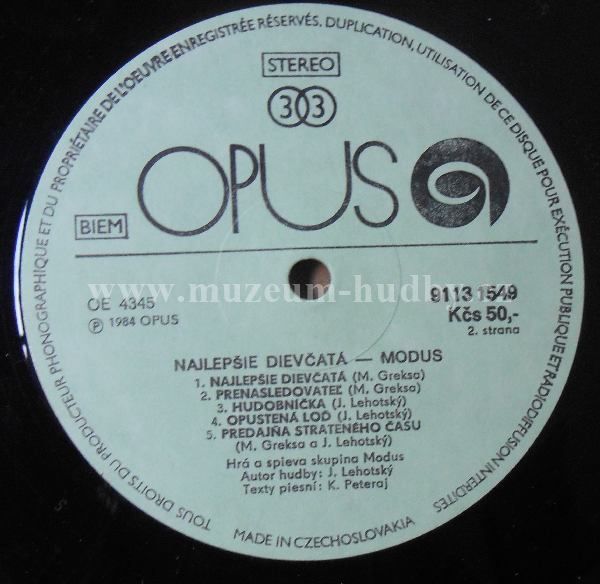 TOUS DROITS DU PRODUCTEUR PHONOGRAPHIQUE ET DU PROPRIÉTAIRE DE L'OEUVRE ENREGISTRÉE RÉSERVÉS. DUPLICATION, UTILISATION DE CE DISQUE POUR EXÉCUTION PUBLIQUE ET RADIODIFFUSION INTERDITES
STEREO
33
OPUS
BIEM
www.muzeum-hudby.
OE 4345
9113 1549
Ⓟ 1984 OPUS
Kčs 50,-
2. strana
NAJLEPŠIE DIEVČATÁ — MODUS
1. NAJLEPŠIE DIEVČATÁ (M. Greksa)
2. PRENASLEDOVATEĽ (M. Greksa)
3. HUDOBNÍČKA (J. Lehotský)
4. OPUSTENÁ LOĎ (J. Lehotský)
5. PREDAJŇA STRATENÉHO ČASU
(M. Greksa a J. Lehotský)
Hrá a spieva skupina Modus
Autor hudby: J. Lehotský
Texty piesní: K. Peteraj
MADE IN CZECHOSLOVAKIA